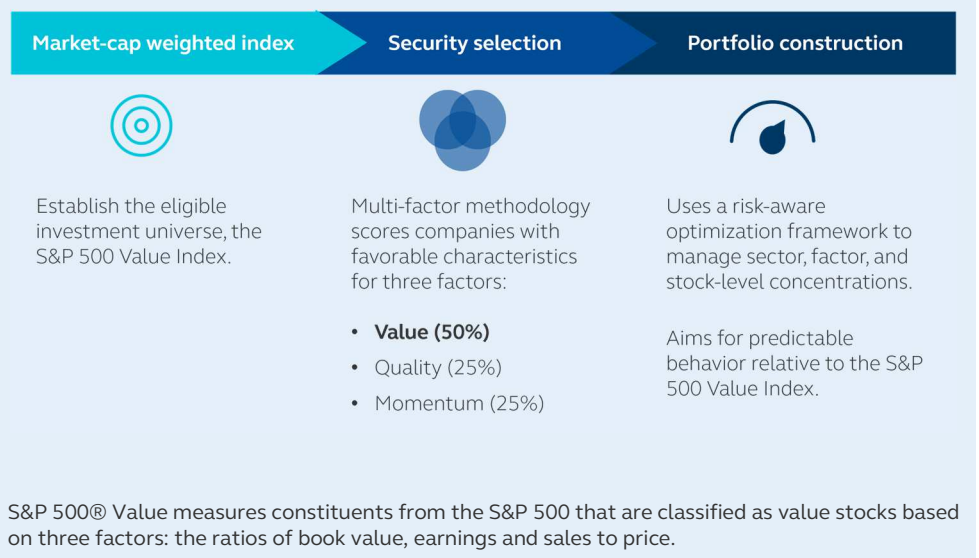 Market-cap weighted index
Security selection
Portfolio construction
Establish the eligible
investment universe, the
S&P 500 Value Index.
Multi-factor methodology
scores companies with
favorable characteristics
for three factors:
• Value (50%)
• Quality (25%)
• Momentum (25%)
Uses a risk-aware
optimization framework to
manage sector, factor, and
stock-level concentrations.
Aims for predictable
behavior relative to the S&P
500 Value Index.
S&P 500® Value measures constituents from the S&P 500 that are classified as value stocks based
on three factors: the ratios of book value, earnings and sales to price.